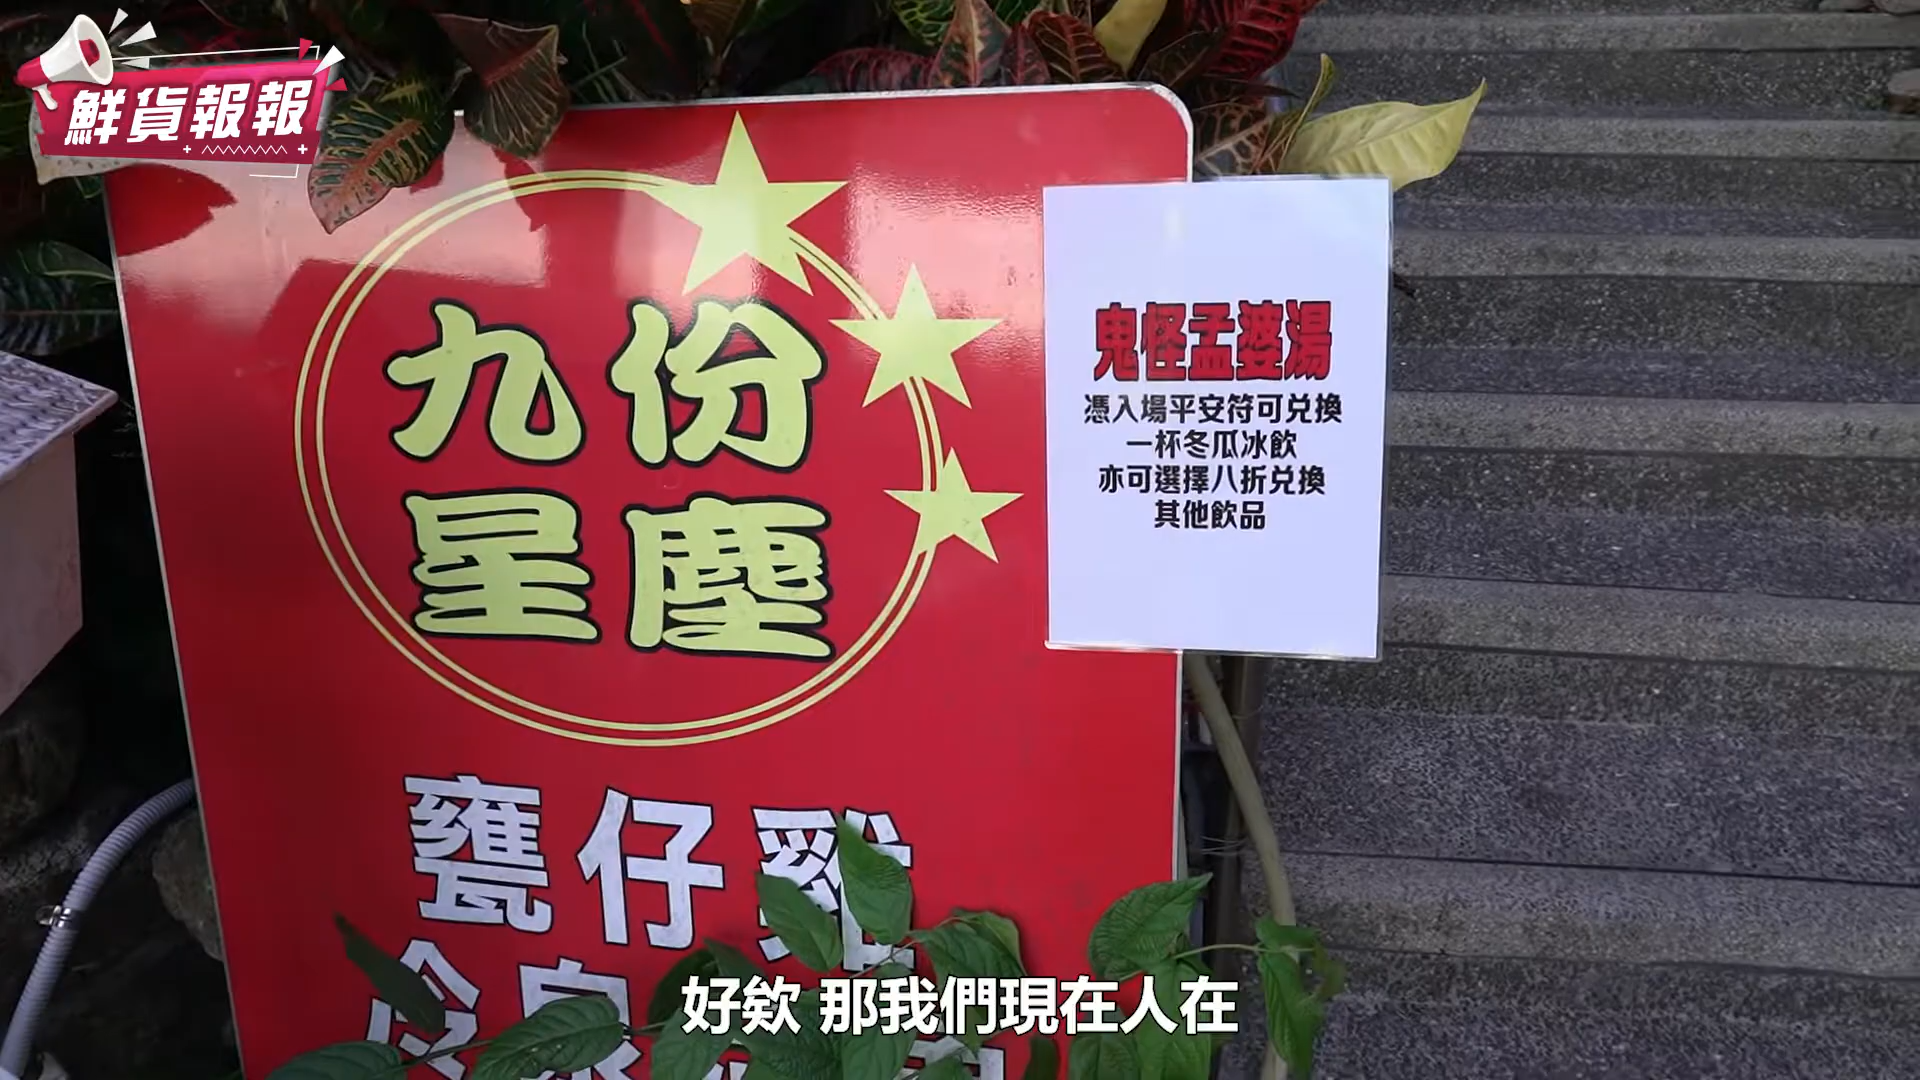 鮮貨報報
九份
星塵
甕仔雞
鬼怪孟婆湯
憑入場平安符可兌換
一杯冬瓜冰飲
亦可選擇八折兌換
其他飲品
好欸 那我們現在人在